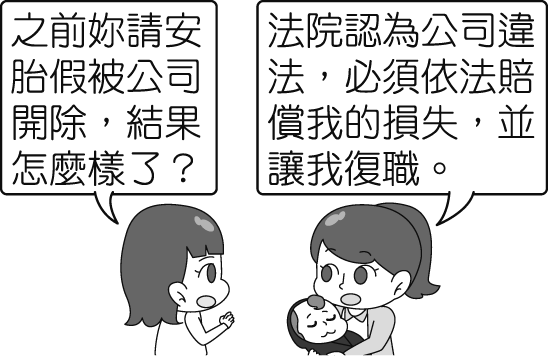 之前妳請安
胎假被公司
開除，結果
怎麼樣了？
法院認為公司違
法，必須依法賠
償我的損失，並
讓我復職。